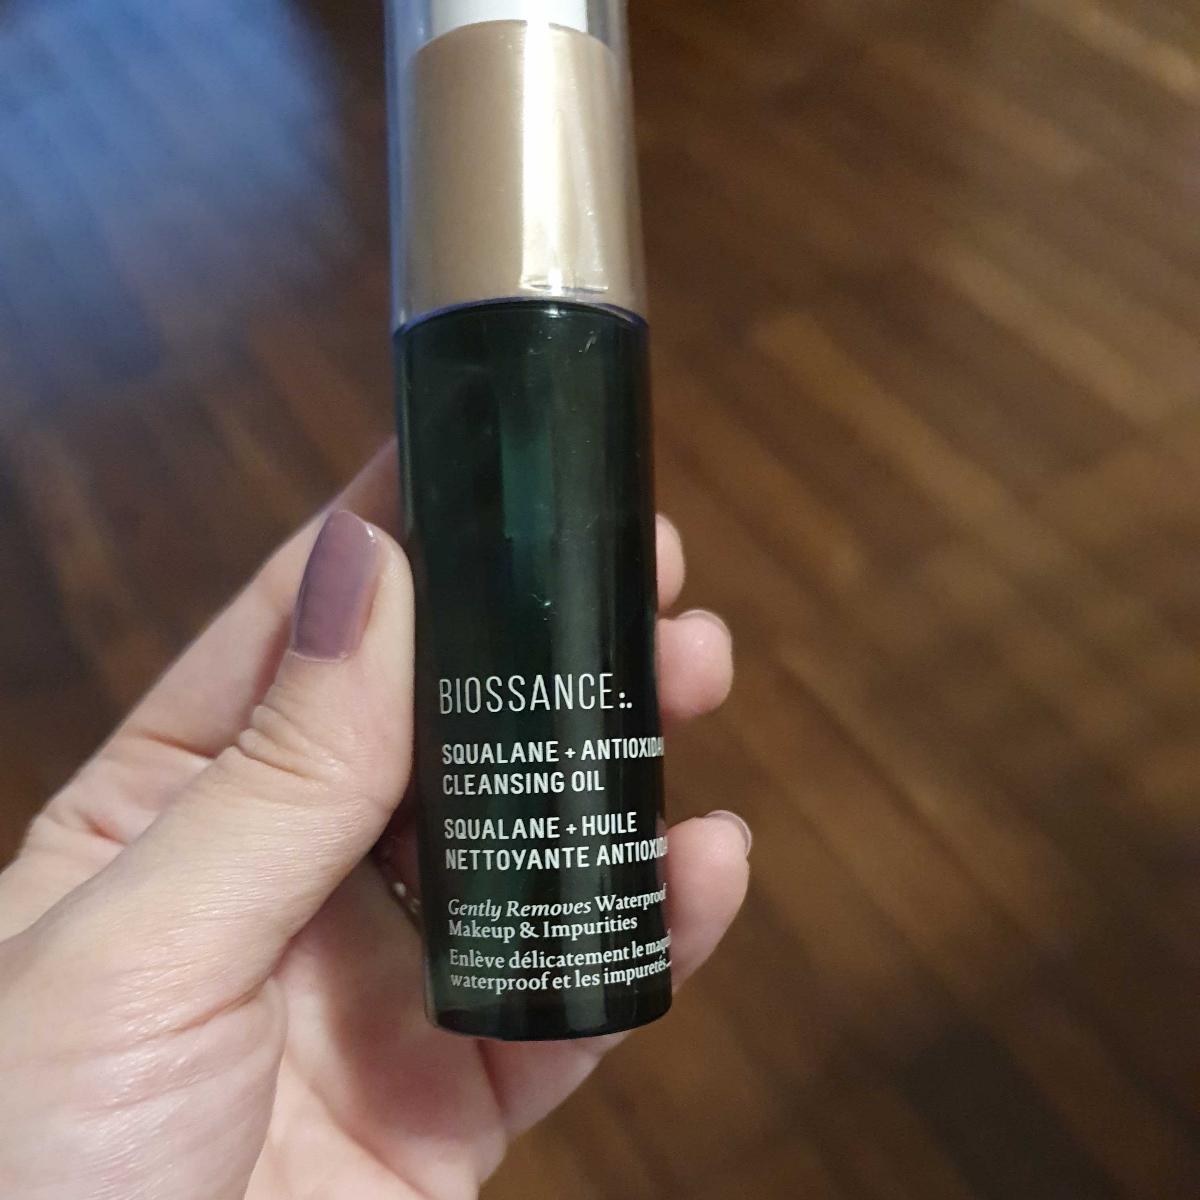 BIOSSANCE:.
SQUALANE + ANTIOXIDA
CLEANSING OIL
SQUALANE + HUILE
NETTOYANTE ANTIOXIDA
Gently Removes Waterproof
Makeup & Impurities
Enlève délicatement le maqu
waterproof et les impuretés